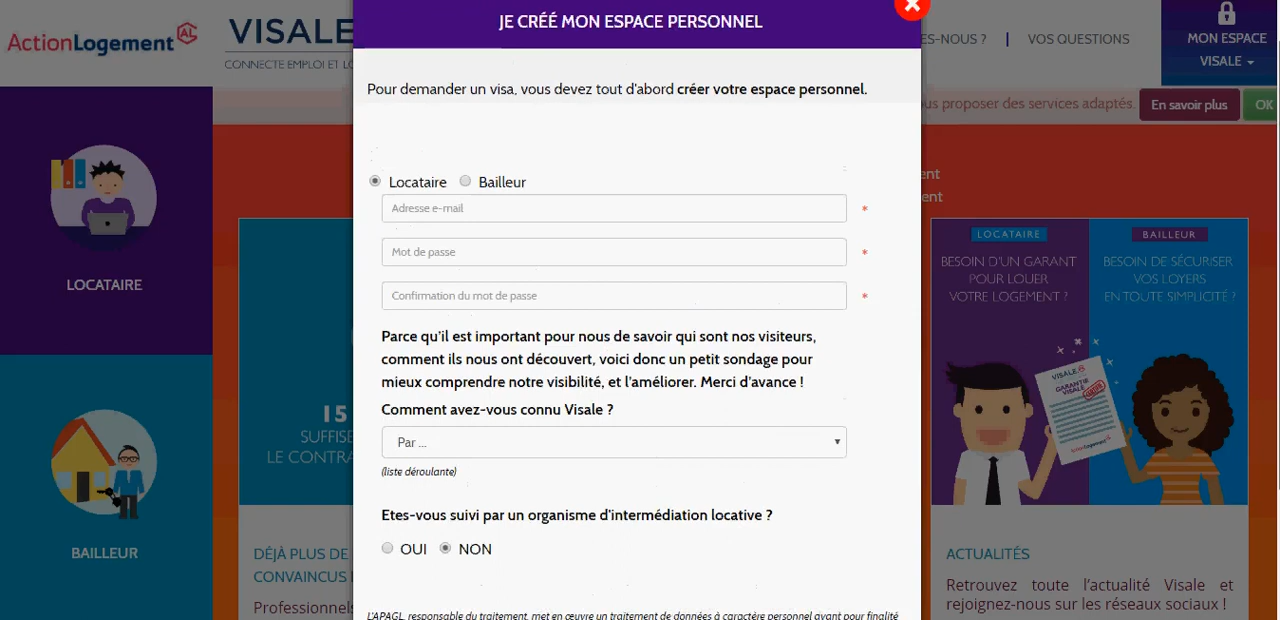 JE CRÉÉ MON ESPACE PERSONNEL
ActionLogement AL
VISALE
CONNECTE EMPLOI ET
ES-NOUS ?
VOS QUESTIONS
MON ESPACE
VISALE
Pour demander un visa, vous devez tout d'abord créer votre espace personnel.
us proposer des services adaptés.
En savoir plus
OK
LOCATAIRE
BAILLEUR
Locataire Bailleur
Adresse e-mail *
Mot de passe *
Confirmation du mot de passe *
Parce qu'il est important pour nous de savoir qui sont nos visiteurs,
comment ils nous ont découvert, voici donc un petit sondage pour
mieux comprendre notre visibilité, et l'améliorer. Merci d'avance !
Comment avez-vous connu Visale ?
Par ...
(liste déroulante)
Etes-vous suivi par un organisme d'intermédiation locative ?
OUI NON
L'APAGL, responsable du traitement, met en œuvre un traitement de données à caractère personnel ayant pour finalité
15
SUFFISE
LE CONTRA
DÉJÀ PLUS DE
CONVAINCUS
Professionnels
ent
ent
LOCATAIRE
BESOIN D'UN GARANT
POUR LOUER
VOTRE LOGEMENT ?
BAILLEUR
BESOIN DE SÉCURISER
VOS LOYERS
EN TOUTE SIMPLICITÉ ?
VISALE
GARANTIE
VISALE
ActionLogement
ACTUALITÉS
Retrouvez toute l'actualité Visale et
rejoignez-nous sur les réseaux sociaux !